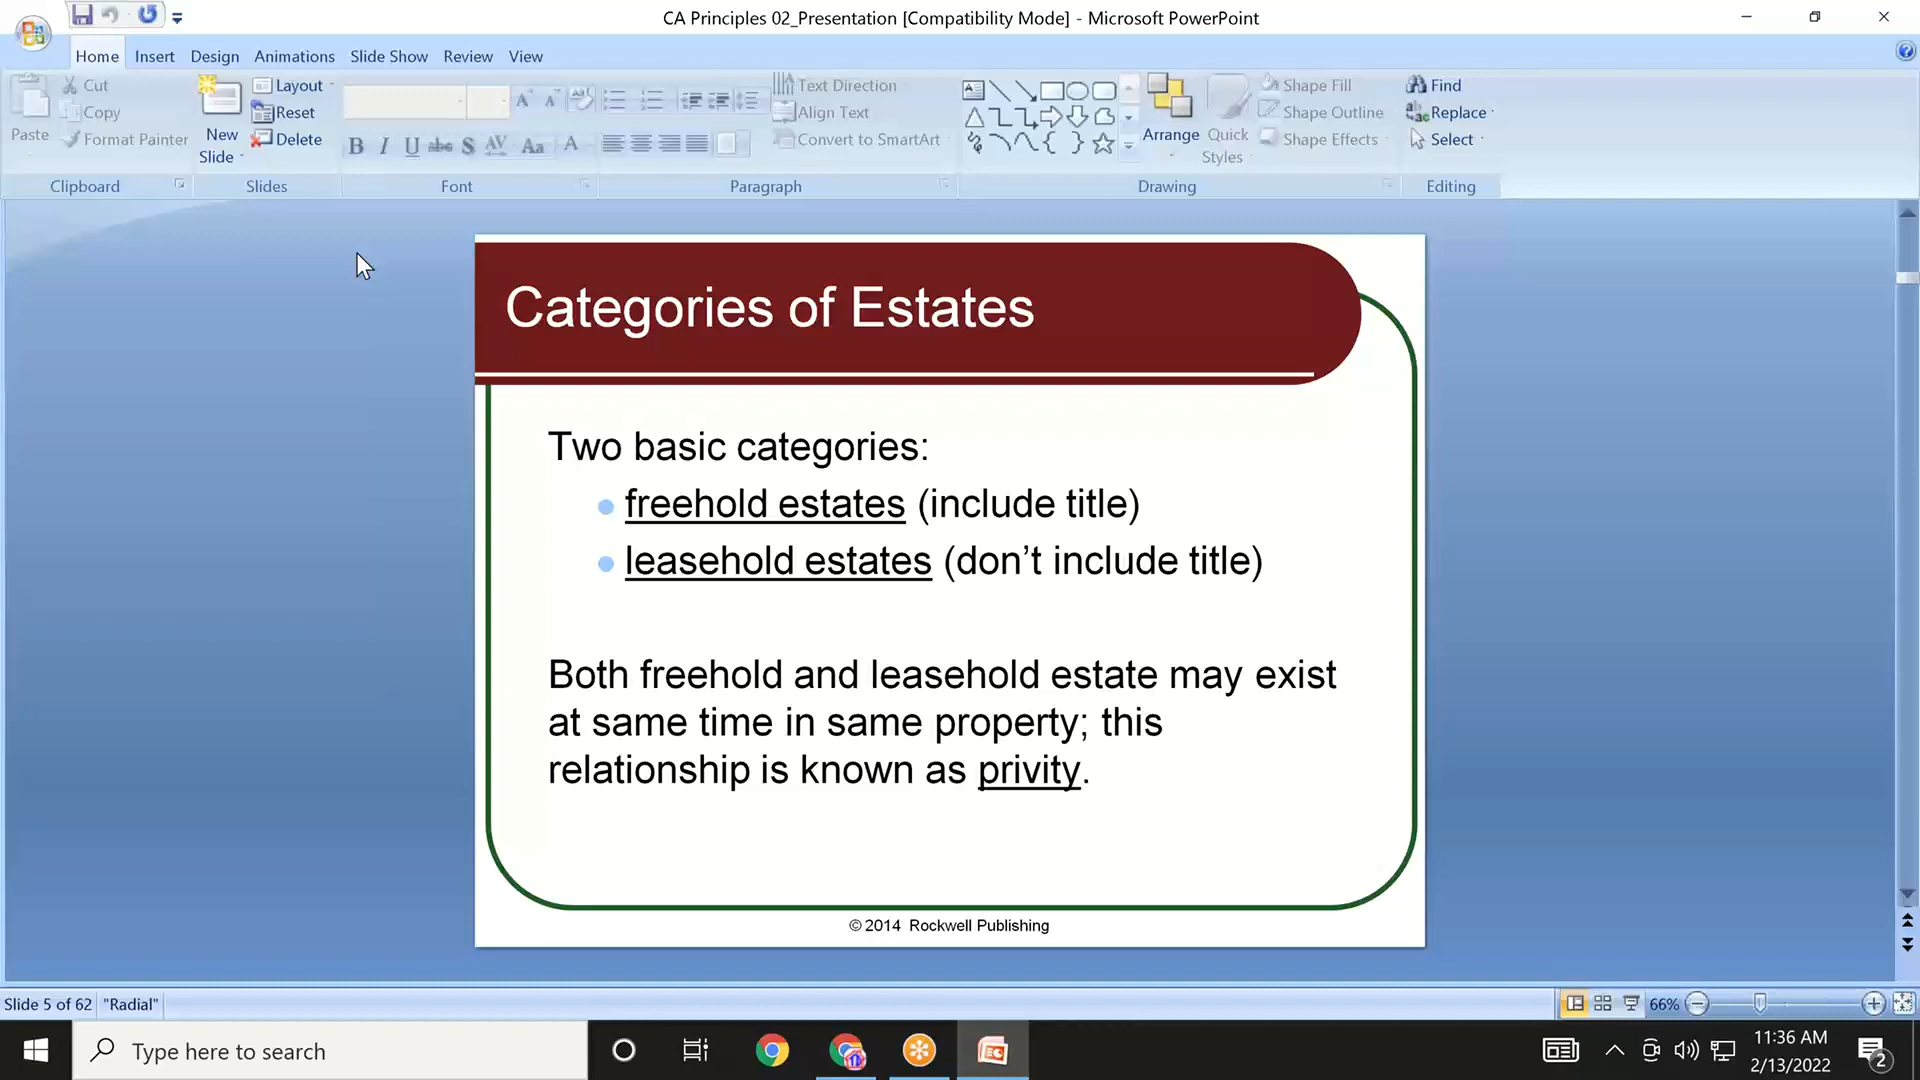 CA Principles 02_Presentation [Compatibility Mode] - Microsoft PowerPoint
Home Insert Design Animations Slide Show Review View
Paste
Cut
Copy
Format Painter
Clipboard
New
Slide
Layout
Reset
Delete
Slides
Font
Text Direction
Align Text
Convert to SmartArt
Paragraph
Arrange
Quick
Styles
Shape Fill
Shape Outline
Shape Effects
Drawing
Find
Replace
Select
Editing
Categories of Estates
Two basic categories:
freehold estates (include title)
leasehold estates (don’t include title)
Both freehold and leasehold estate may exist
at same time in same property; this
relationship is known as privity.
© 2014 Rockwell Publishing
Slide 5 of 62 "Radial" 66%
Type here to search
11:36 AM
2/13/2022
2